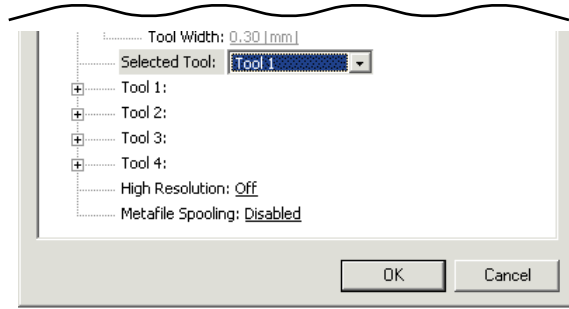 Tool Width: 0.30 [mm]
Selected Tool: Tool 1
Tool 1:
Tool 2:
Tool 3:
Tool 4:
High Resolution: Off
Metafile Spooling: Disabled
OK Cancel